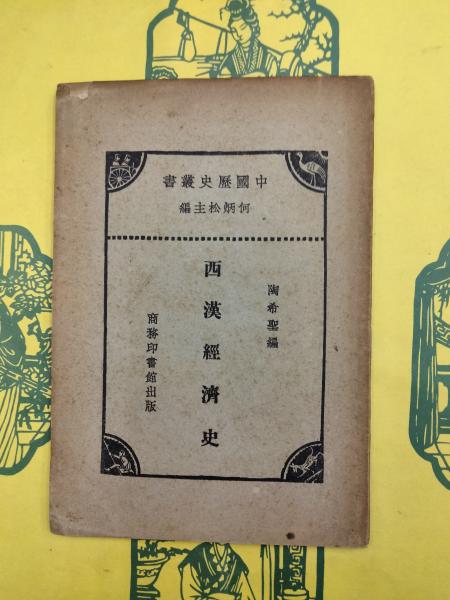 中國歷史叢書
何炳松主編
陶希聖編
西漢經濟史
商務印書館出版